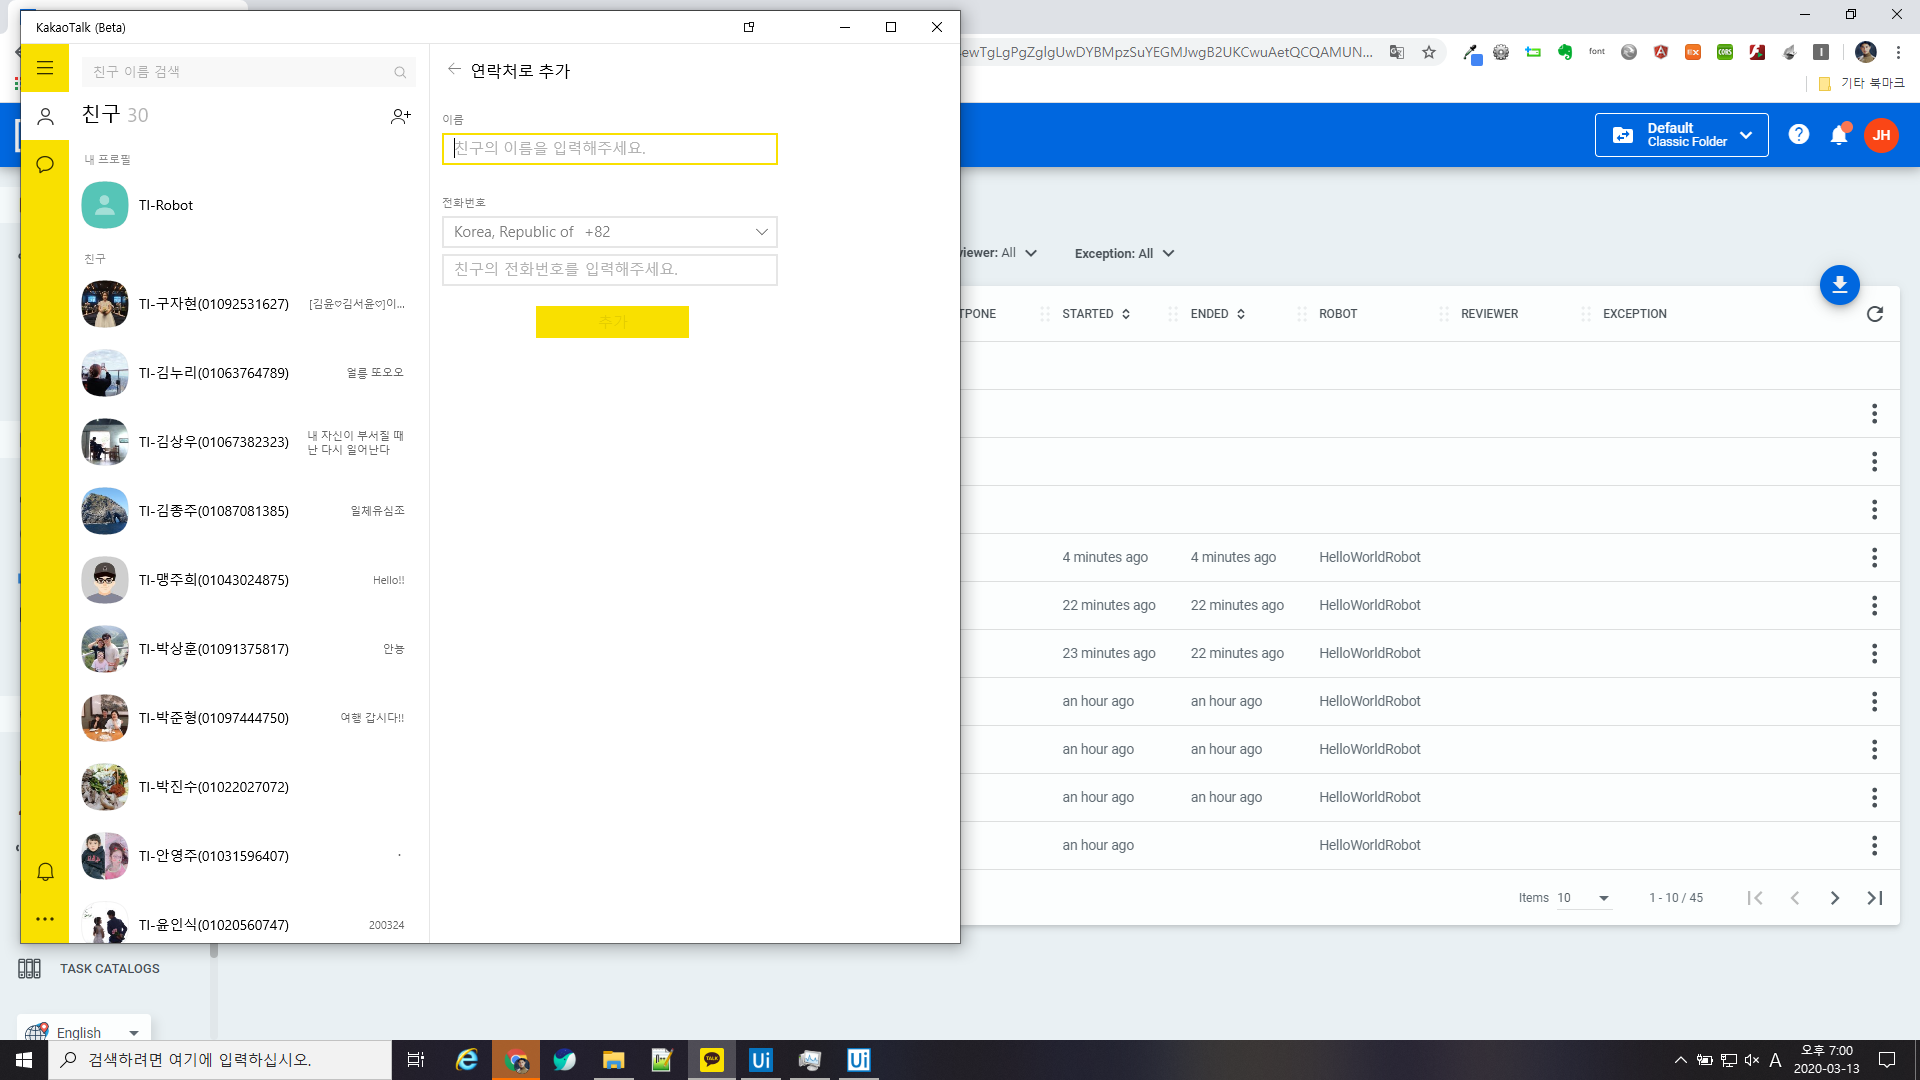 KakaoTalk (Beta)
친구 이름 검색
친구 30
내 프로필
TI-Robot
친구
TI-구자현(01092531627) [김윤♡김서윤♡]이...
TI-김누리(01063764789) 얼릉 또오오
TI-김상우(01067382323) 내 자신이 부서질 때
난 다시 일어난다
TI-김종주(01087081385) 일체유심조
TI-맹주희(01043024875) Hello!!
TI-박상훈(01091375817) 안능
TI-박준형(01097444750) 여행 갑시다!!
TI-박진수(01022027072)
TI-안영주(01031596407) .
TI-윤인식(01020560747) 200324
연락처로 추가
이름
친구의 이름을 입력해주세요.
전화번호
Korea, Republic of +82
친구의 전화번호를 입력해주세요.
추가
ewTgLgPgZglgUwDYBMpzSuYEGMJwgB2UKCwuAetQCQAMUN...
font
기타 북마크
Default
Classic Folder
JH
viewer: All Exception: All
TPONE STARTED ENDED ROBOT REVIEWER EXCEPTION
4 minutes ago 4 minutes ago HelloWorldRobot
22 minutes ago 22 minutes ago HelloWorldRobot
23 minutes ago 22 minutes ago HelloWorldRobot
an hour ago an hour ago HelloWorldRobot
an hour ago an hour ago HelloWorldRobot
an hour ago an hour ago HelloWorldRobot
an hour ago HelloWorldRobot
Items 10 1 - 10 / 45
TASK CATALOGS
English
검색하려면 여기에 입력하십시오.
TALK
Ui
Ui
A
오후 7:00
2020-03-13